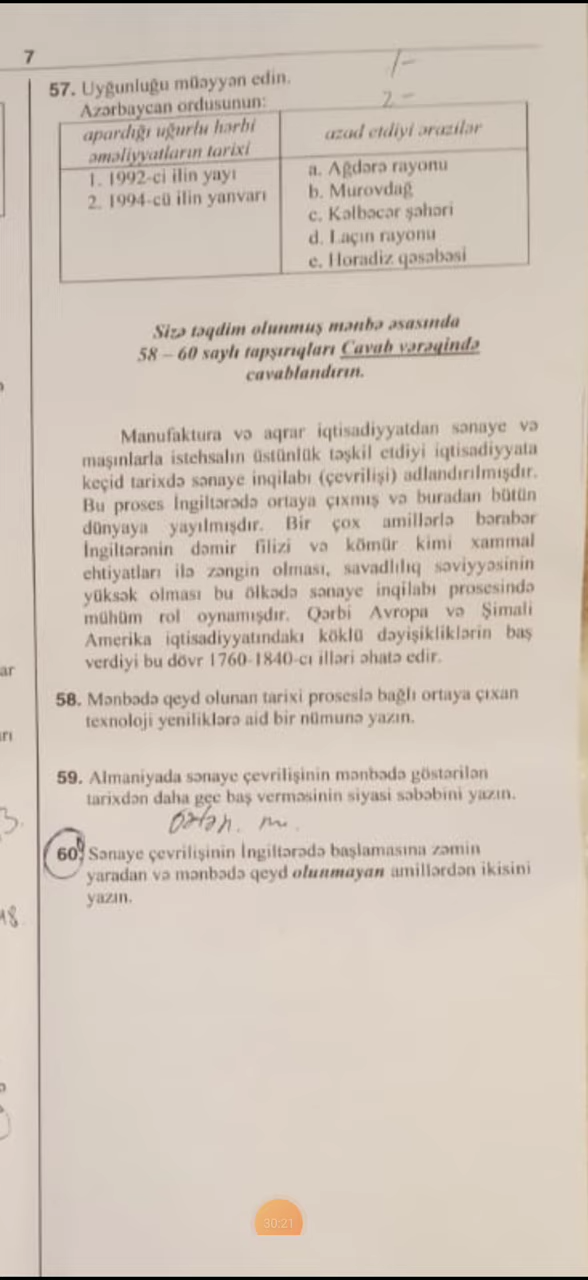 7
57. Uyğunluğu müəyyən edin.
Azərbaycan ordusunun:
1-
2-
apardığı uğurlu hərbi
əməliyyatların tarixi
azad etdiyi ərazilər
1. 1992-ci ilin yayı
2. 1994-cü ilin yanvarı
a. Ağdərə rayonu
b. Murovdağ
c. Kəlbəcər şəhəri
d. Laçın rayonu
e. Horadiz qəsəbəsi
Sizə təqdim olunmuş mənbə əsasında
58 – 60 saylı tapşırıqları Cavab vərəqində
cavablandırın.
Manufaktura və aqrar iqtisadiyyatdan sənaye və
maşınlarla istehsalın üstünlük təşkil etdiyi iqtisadiyyata
keçid tarixdə sənaye inqilabı (çevrilişi) adlandırılmışdır.
Bu proses İngiltərədə ortaya çıxmış və buradan bütün
dünyaya yayılmışdır. Bir çox amillərlə bərabər
İngiltərənin dəmir filizi və kömür kimi xammal
ehtiyatları ilə zəngin olması, savadlılıq səviyyəsinin
yüksək olması bu ölkədə sənaye inqilabı prosesində
mühüm rol oynamışdır. Qərbi Avropa və Şimali
Amerika iqtisadiyyatındakı köklü dəyişikliklərin baş
verdiyi bu dövr 1760-1840-cı illəri əhatə edir.
58. Mənbədə qeyd olunan tarixi proseslə bağlı ortaya çıxan
texnoloji yeniliklərə aid bir nümunə yazın.
59. Almaniyada sənaye çevrilişinin mənbədə göstərilən
tarixdən daha gec baş verməsinin siyasi səbəbini yazın.
60. Sənaye çevrilişinin İngiltərədə başlamasına zəmin
yaradan və mənbədə qeyd olunmayan amillərdən ikisini
yazın.
ar
rı
3.
18
30:21